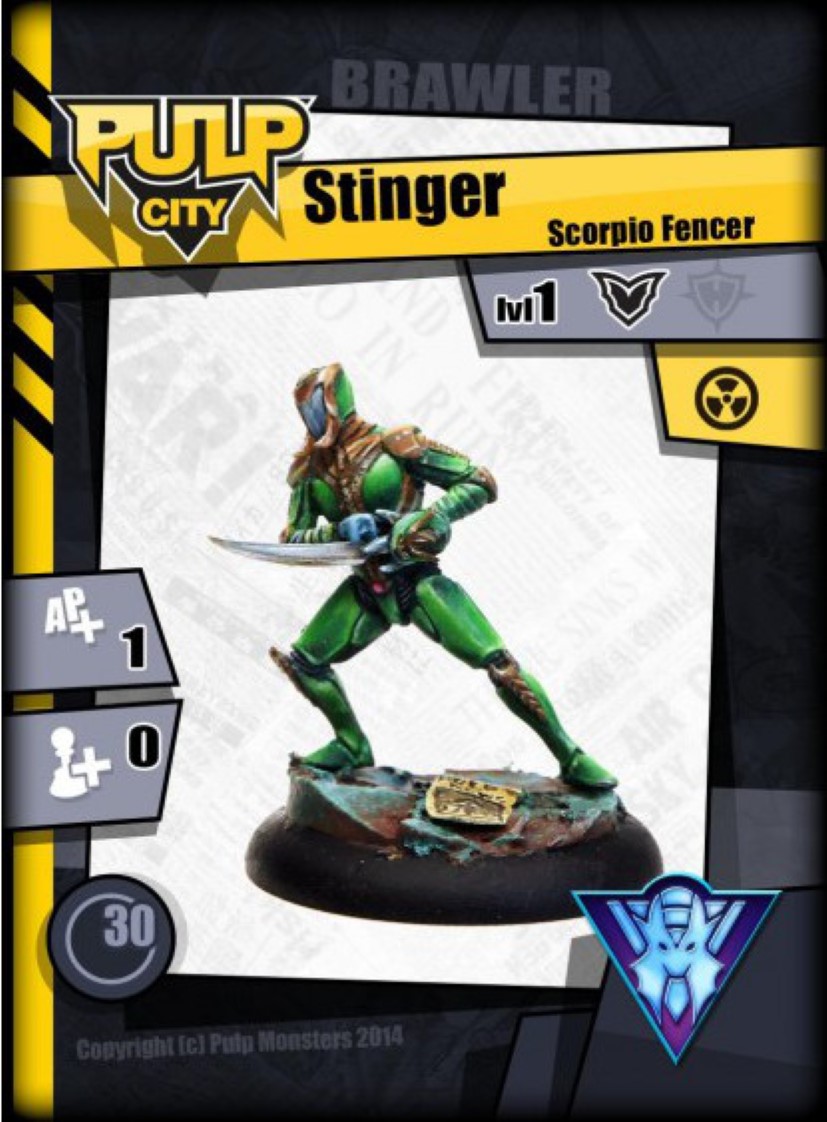 BRAWLER
PULP
CITY
Stinger
Scorpio Fencer
lvl1
AP+
1
+ 0
30
Copyright (c) Pulp Monsters 2014